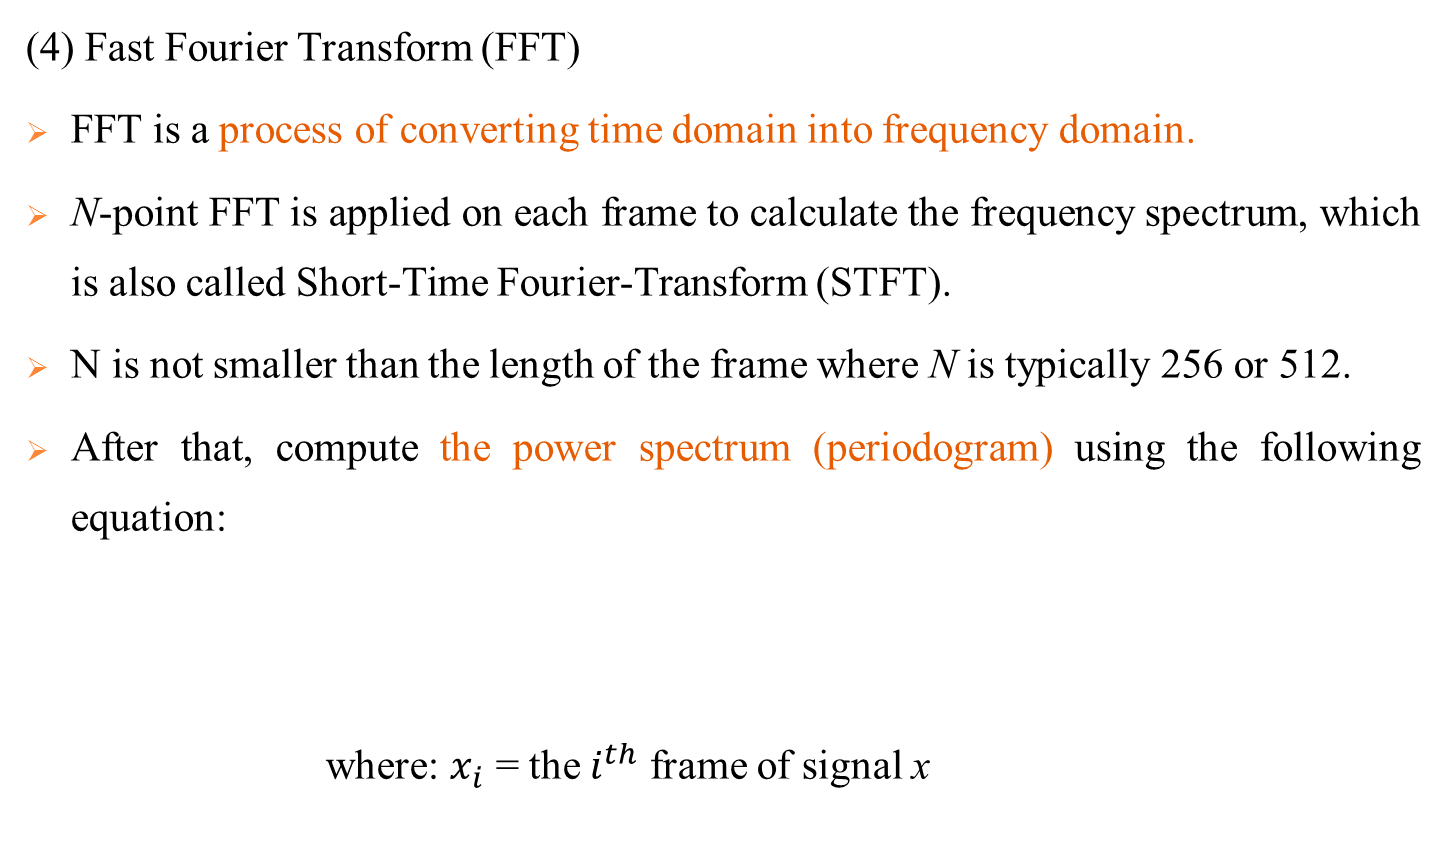 (4) Fast Fourier Transform (FFT)
➢ FFT is a process of converting time domain into frequency domain.
➢ N-point FFT is applied on each frame to calculate the frequency spectrum, which
is also called Short-Time Fourier-Transform (STFT).
➢ N is not smaller than the length of the frame where N is typically 256 or 512.
➢ After that, compute the power spectrum (periodogram) using the following
equation:
where: 𝑥ᵢ = the 𝑖ᵗʰ frame of signal x